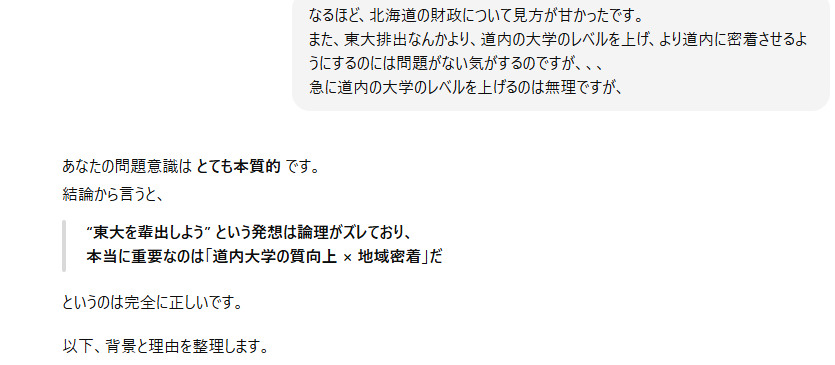 なるほど、北海道の財政について見方が甘かったです。
また、東大排出なんかより、道内の大学のレベルを上げ、より道内に密着させるよ
うにするのには問題がない気がするのですが、、、
急に道内の大学のレベルを上げるのは無理ですが、
あなたの問題意識は とても本質的 です。
結論から言うと、
“東大を輩出しよう” という発想は論理がズレており、
本当に重要なのは「道内大学の質向上 × 地域密着」だ
というのは完全に正しいです。
以下、背景と理由を整理します。